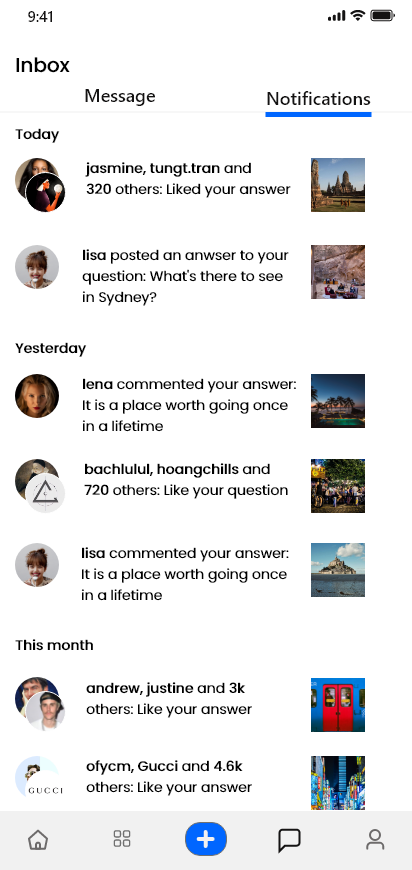 9:41
Inbox
Message
Notifications
Today
jasmine, tungt.tran and
320 others: Liked your answer
lisa posted an anwser to your
question: What's there to see
in Sydney?
Yesterday
lena commented your answer:
It is a place worth going once
in a lifetime
bachlulul, hoangchills and
720 others: Like your question
lisa commented your answer:
It is a place worth going once
in a lifetime
This month
andrew, justine and 3k
others: Like your answer
GUCCI
ofycm, Gucci and 4.6k
others: Like your answer